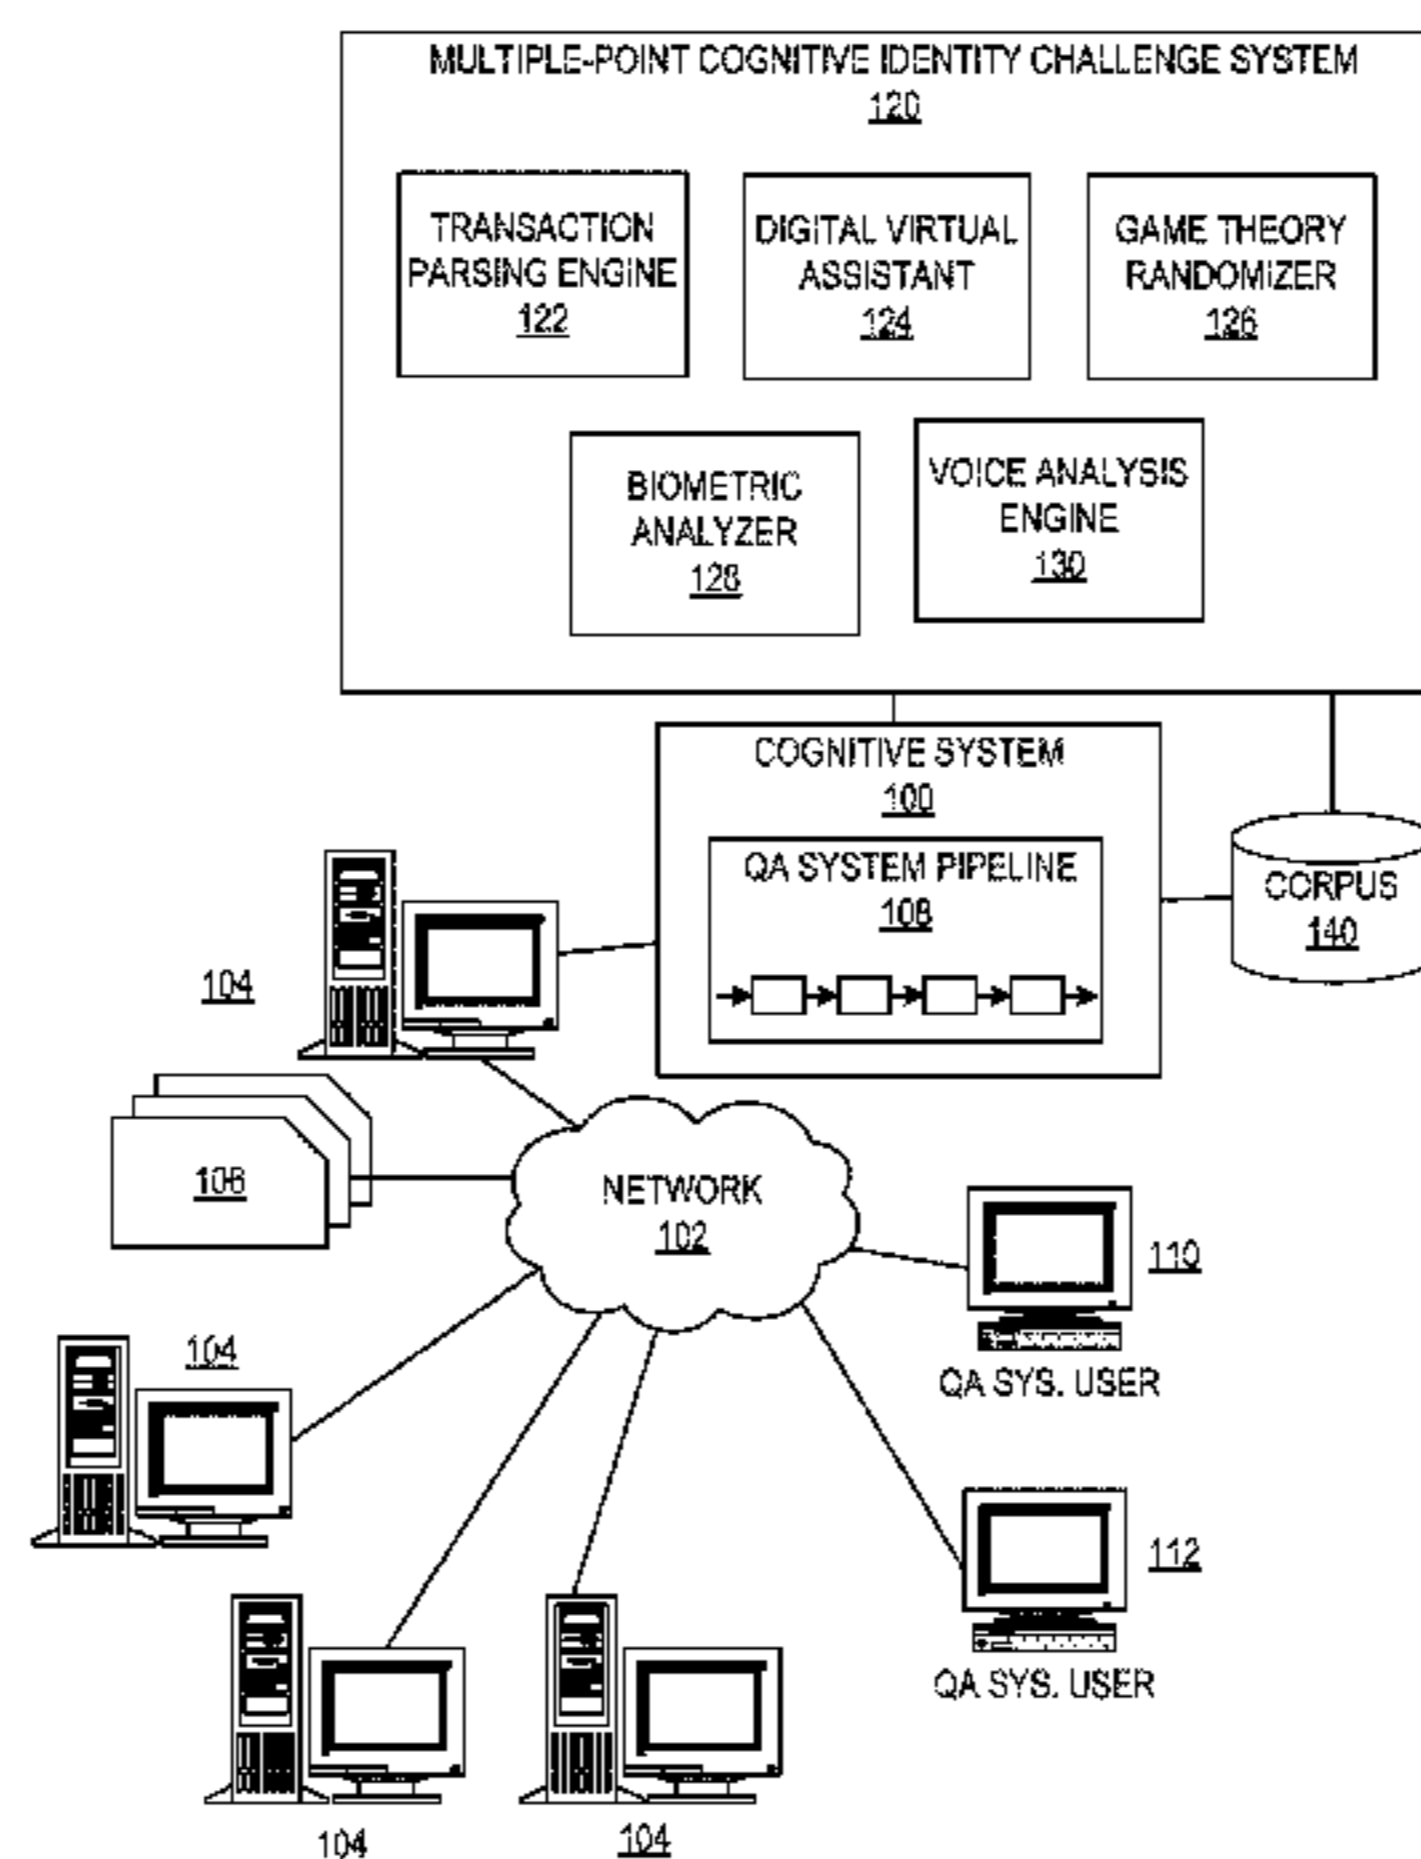 MULTIPLE-POINT COGNITIVE IDENTITY CHALLENGE SYSTEM
120
TRANSACTION
PARSING ENGINE
122
DIGITAL VIRTUAL
ASSISTANT
124
GAME THEORY
RANDOMIZER
126
BIOMETRIC
ANALYZER
128
VOICE ANALYSIS
ENGINE
130
COGNITIVE SYSTEM
100
QA SYSTEM PIPELINE
108
CORPUS
140
104
106
NETWORK
102
110
QA SYS. USER
104
112
QA SYS. USER
104
104